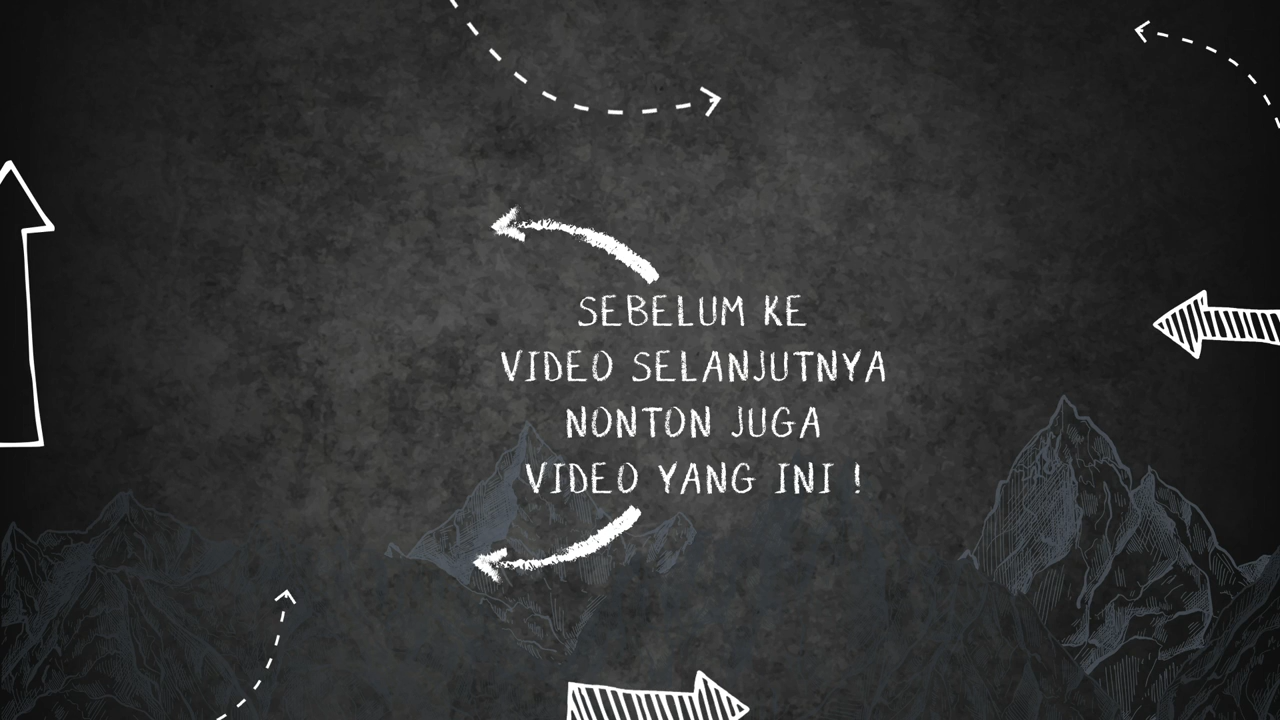 SEBELUM KE
VIDEO SELANJUTNYA
NONTON JUGA
VIDEO YANG INI !